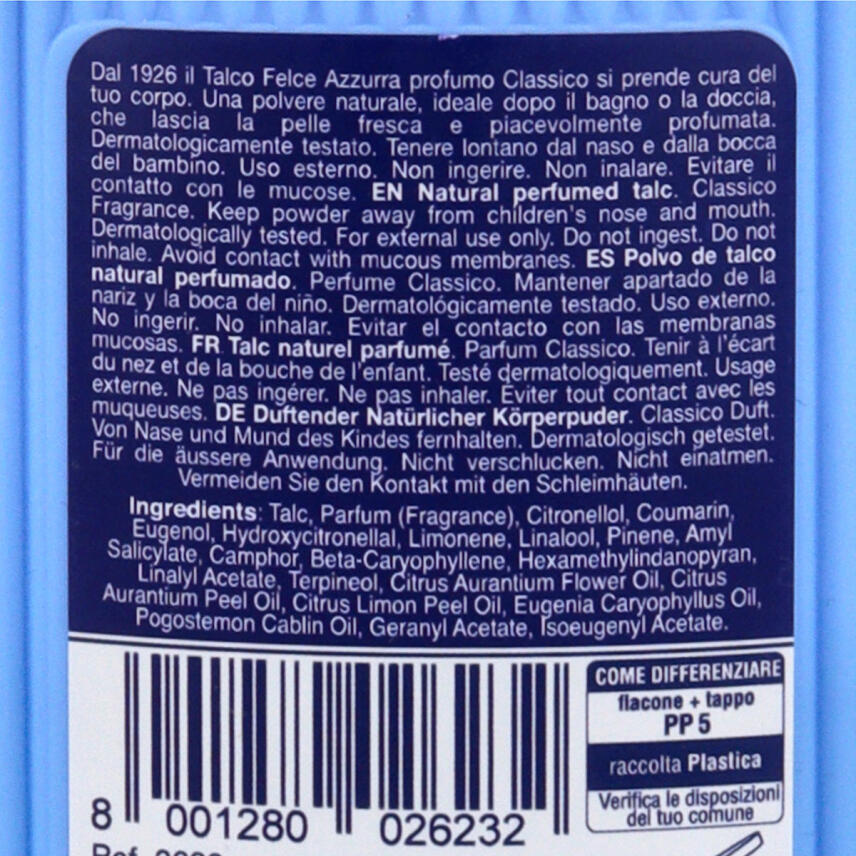 Dal 1926 il Talco Felce Azzurra profumo Classico si prende cura del
tuo corpo. Una polvere naturale, ideale dopo il bagno o la doccia,
che lascia la pelle fresca e piacevolmente profumata.
Dermatologicamente testato. Tenere lontano dal naso e dalla bocca
del bambino. Uso esterno. Non ingerire. Non inalare. Evitare il
contatto con le mucose. EN Natural perfumed talc. Classico
Fragrance. Keep powder away from children's nose and mouth.
Dermatologically tested. For external use only. Do not ingest. Do not
inhale. Avoid contact with mucous membranes. ES Polvo de talco
natural perfumado. Perfume Classico. Mantener apartado de la
nariz y la boca del niño. Dermatológicamente testado. Uso externo.
No ingerir. No inhalar. Evitar el contacto con las membranas
mucosas. FR Talc naturel parfumé. Parfum Classico. Tenir à l'écart
du nez et de la bouche de l'enfant. Testé dermatologiquement. Usage
externe. Ne pas ingérer. Ne pas inhaler. Éviter tout contact avec les
muqueuses. DE Duftender Natürlicher Körperpuder. Classico Duft.
Von Nase und Mund des Kindes fernhalten. Dermatologisch getestet.
Für die äussere Anwendung. Nicht verschlucken. Nicht einatmen.
Vermeiden Sie den Kontakt mit den Schleimhäuten.
Ingredients: Talc, Parfum (Fragrance), Citronellol, Coumarin,
Eugenol, Hydroxycitronellal, Limonene, Linalool, Pinene, Amyl
Salicylate, Camphor, Beta-Caryophyllene, Hexamethylindanopyran,
Linalyl Acetate, Terpineol, Citrus Aurantium Flower Oil, Citrus
Aurantium Peel Oil, Citrus Limon Peel Oil, Eugenia Caryophyllus Oil,
Pogostemon Cablin Oil, Geranyl Acetate, Isoeugenyl Acetate.
COME DIFFERENZIARE
flacone + tappo
PP 5
raccolta Plastica
Verifica le disposizioni
del tuo comune
8 001280 026232